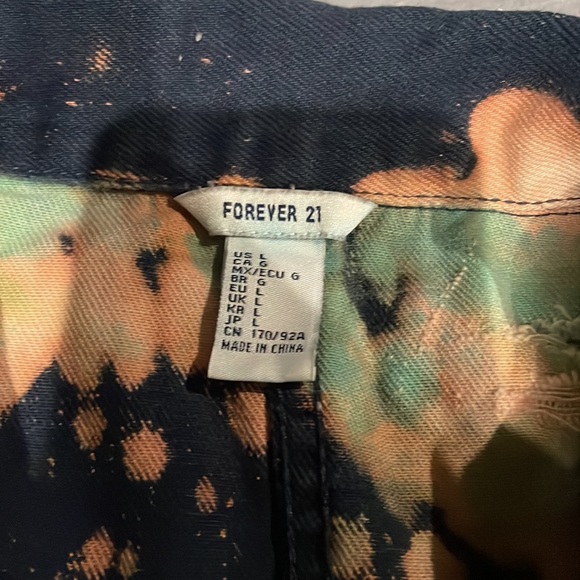 FOREVER 21
US L
CA G
MX/ECU G
BR G
EU L
UK L
KR L
JP L
CN 170/92A
MADE IN CHINA